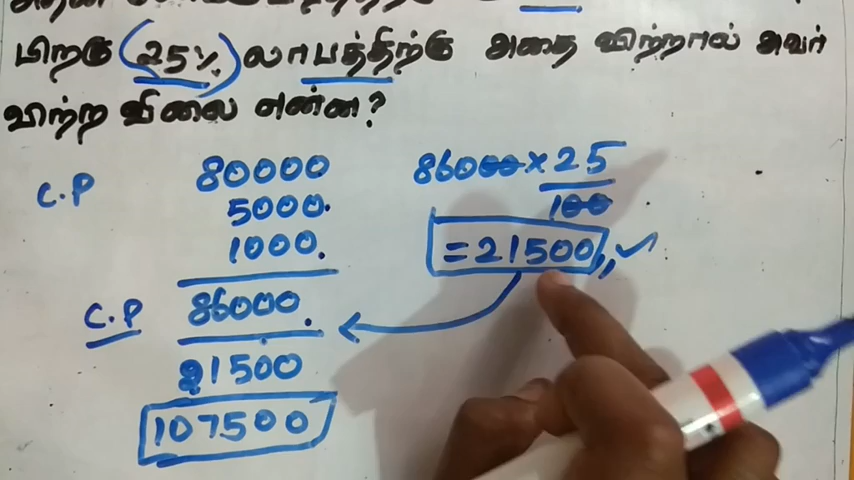 பிறகு (25%) லாபத்திற்கு அதை விற்றால் அவர்
விற்ற விலை என்ன?
C.P 80000
5000.
1000.
C.P 86000.
21500
107500
86000 x 25
100
= 21500,, ✓